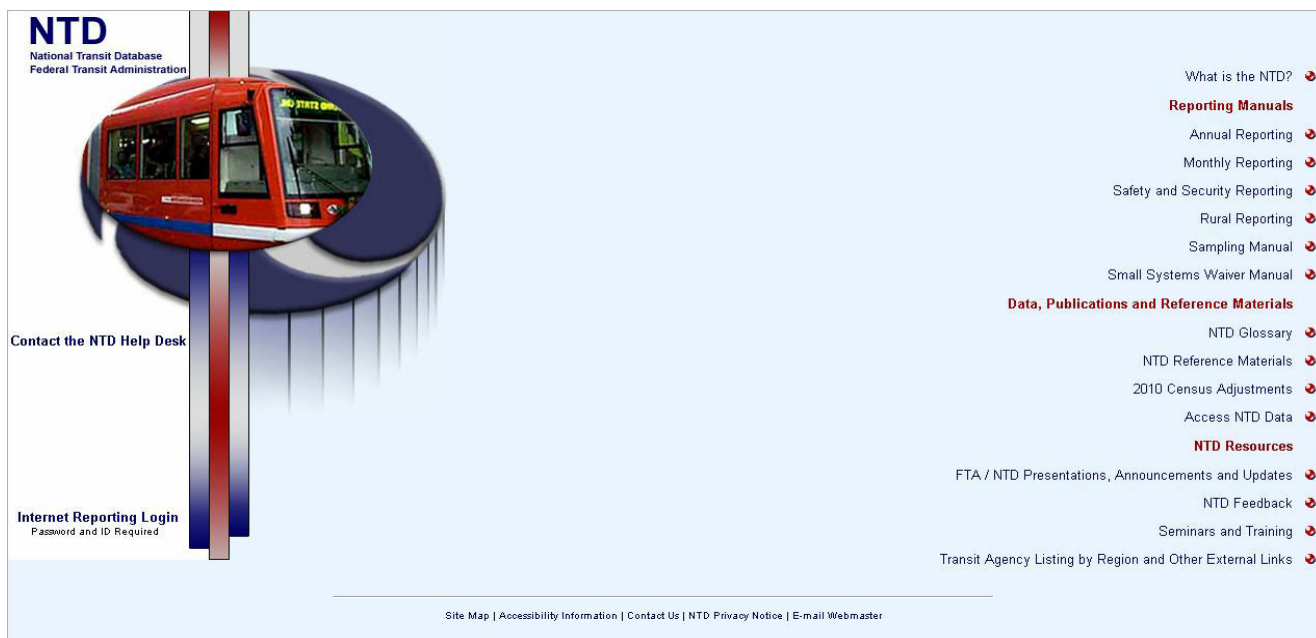 NTD
National Transit Database
Federal Transit Administration
Contact the NTD Help Desk
Internet Reporting Login
Password and ID Required
What is the NTD?
Reporting Manuals
Annual Reporting
Monthly Reporting
Safety and Security Reporting
Rural Reporting
Sampling Manual
Small Systems Waiver Manual
Data, Publications and Reference Materials
NTD Glossary
NTD Reference Materials
2010 Census Adjustments
Access NTD Data
NTD Resources
FTA / NTD Presentations, Announcements and Updates
NTD Feedback
Seminars and Training
Transit Agency Listing by Region and Other External Links
Site Map | Accessibility Information | Contact Us | NTD Privacy Notice | E-mail Webmaster